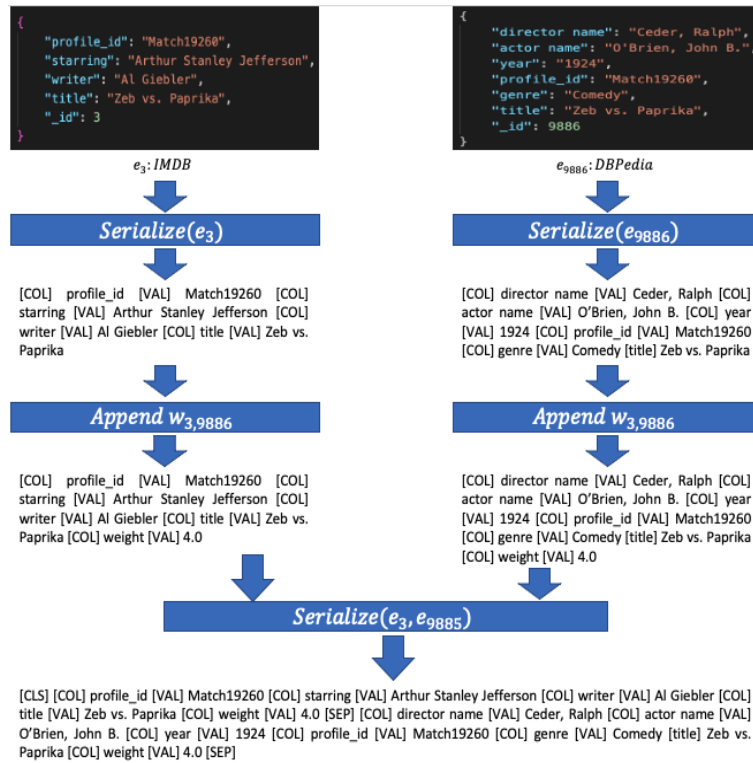 {
"profile_id": "Match19260",
"starring": "Arthur Stanley Jefferson",
"writer": "Al Giebler",
"title": "Zeb vs. Paprika",
"_id": 3
}
e3: IMDB
Serialize(e3)
[COL] profile_id [VAL] Match19260 [COL]
starring [VAL] Arthur Stanley Jefferson [COL]
writer [VAL] Al Giebler [COL] title [VAL] Zeb vs.
Paprika
Append w3,9886
[COL] profile_id [VAL] Match19260 [COL]
starring [VAL] Arthur Stanley Jefferson [COL]
writer [VAL] Al Giebler [COL] title [VAL] Zeb vs.
Paprika [COL] weight [VAL] 4.0
{
"director name": "Ceder, Ralph",
"actor name": "O'Brien, John B.",
"year": "1924",
"profile_id": "Match19260",
"genre": "Comedy",
"title": "Zeb vs. Paprika",
"_id": 9886
}
e9886: DBPedia
Serialize(e9886)
[COL] director name [VAL] Ceder, Ralph [COL]
actor name [VAL] O’Brien, John B. [COL] year
[VAL] 1924 [COL] profile_id [VAL] Match19260
[COL] genre [VAL] Comedy [title] Zeb vs. Paprika
Append w3,9886
[COL] director name [VAL] Ceder, Ralph [COL]
actor name [VAL] O’Brien, John B. [COL] year
[VAL] 1924 [COL] profile_id [VAL] Match19260
[COL] genre [VAL] Comedy [title] Zeb vs. Paprika
[COL] weight [VAL] 4.0
Serialize(e3, e9885)
[CLS] [COL] profile_id [VAL] Match19260 [COL] starring [VAL] Arthur Stanley Jefferson [COL] writer [VAL] Al Giebler [COL]
title [VAL] Zeb vs. Paprika [COL] weight [VAL] 4.0 [SEP] [COL] director name [VAL] Ceder, Ralph [COL] actor name [VAL]
O’Brien, John B. [COL] year [VAL] 1924 [COL] profile_id [VAL] Match19260 [COL] genre [VAL] Comedy [title] Zeb vs.
Paprika [COL] weight [VAL] 4.0 [SEP]